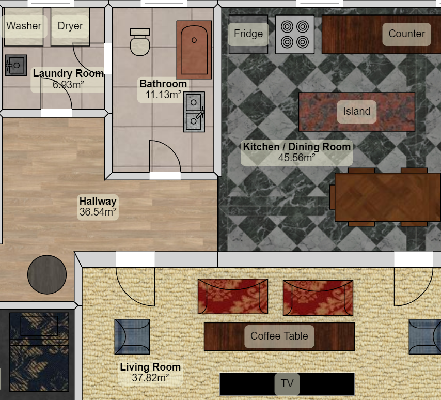 Washer Dryer
Fridge
Counter
Laundry Room
6.93m²
Bathroom
11.13m²
Island
Kitchen / Dining Room
45.56m²
Hallway
36.54m²
Coffee Table
Living Room
37.82m²
TV